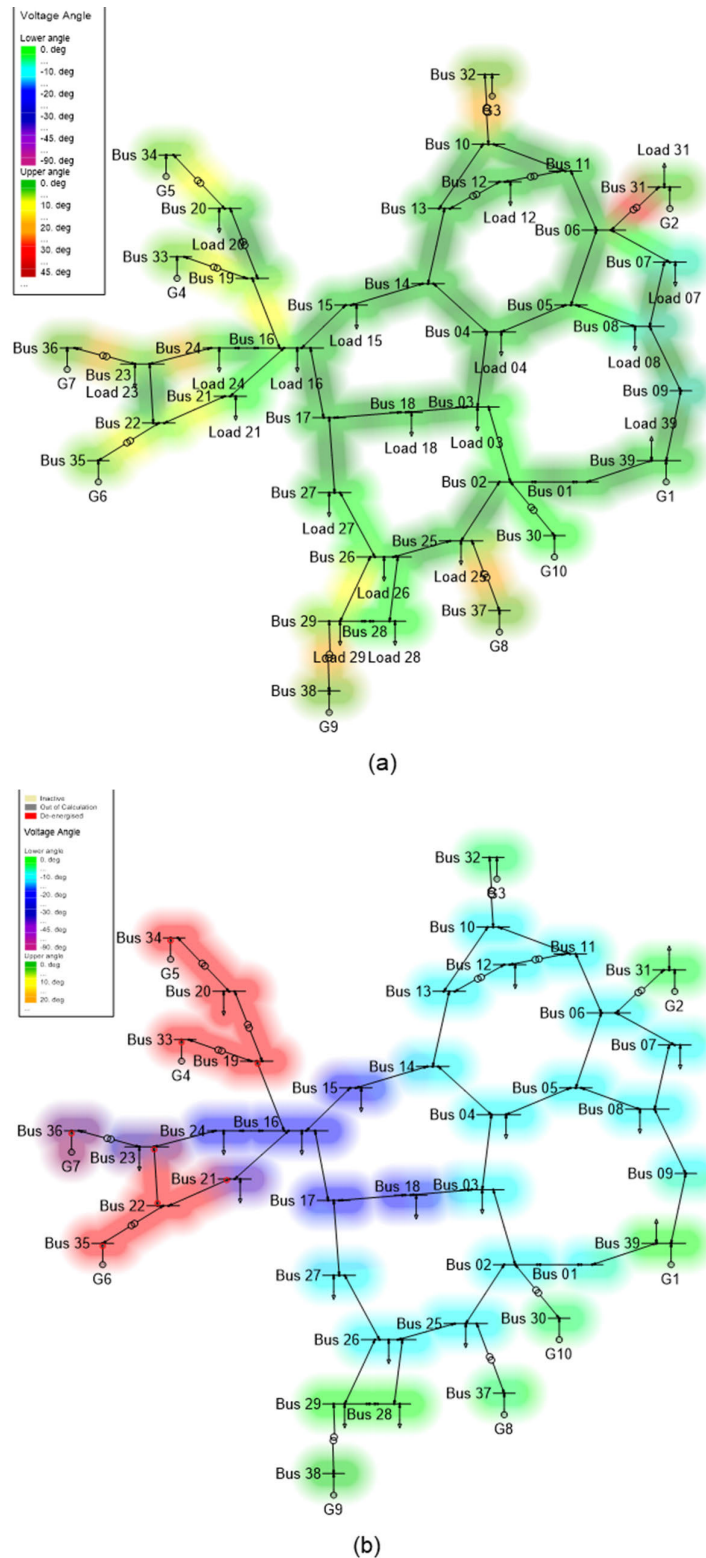 Voltage Angle
Lower angle
0. deg
...
-10. deg
...
-20. deg
...
-45. deg
...
-90. deg
Upper angle
0. deg
...
10. deg
...
20. deg
...
30. deg
...
45. deg
...
Bus 32
G3
Bus 10
Bus 11
Load 31
Bus 34
Bus 12
Bus 31
G5
Load 12
G2
Bus 20
Bus 13
Bus 06
Load 20
Bus 33
Bus 07
G4
Bus 19
Bus 14
Load 07
Bus 15
Bus 05
Bus 36
Bus 24
Bus 16
Load 15
Bus 04
Bus 08
G7
Bus 23
Load 24
Load 16
Load 04
Load 08
Load 23
Bus 21
Bus 09
Bus 22
Load 21
Bus 17
Bus 18
Bus 03
Load 18
Load 03
Load 39
Bus 35
Bus 39
G6
Bus 02
Bus 01
G1
Bus 27
Load 27
Bus 25
Bus 30
Bus 26
Load 26
Load 25
G10
Bus 29
Bus 28
Bus 37
Load 29
Load 28
G8
Bus 38
G9
(a)
Inactive
Out of Calculation
De-energised
Voltage Angle
Lower angle
0. deg
...
-10. deg
...
-20. deg
...
-30. deg
...
-45. deg
...
-90. deg
Upper angle
0. deg
...
10. deg
...
20. deg
...
Bus 32
G3
Bus 10
Bus 11
Bus 34
Bus 12
Bus 31
G5
G2
Bus 20
Bus 13
Bus 06
Bus 33
Bus 07
G4
Bus 19
Bus 14
Bus 15
Bus 05
Bus 36
Bus 24
Bus 16
Bus 04
Bus 08
G7
Bus 23
Bus 21
Bus 09
Bus 22
Bus 17
Bus 18
Bus 03
Bus 35
Bus 39
G6
Bus 02
Bus 01
G1
Bus 27
Bus 25
Bus 30
Bus 26
G10
Bus 29
Bus 28
Bus 37
G8
Bus 38
G9
(b)